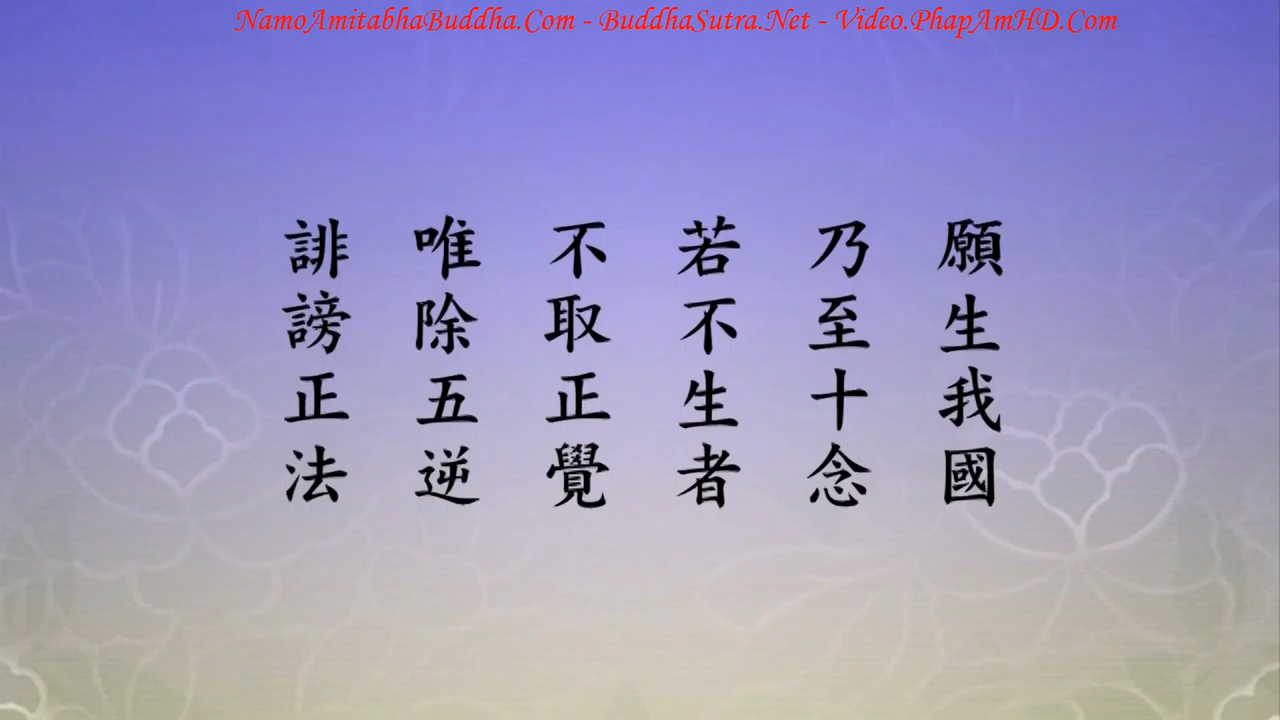 NamoAmitabhaBuddha.Com - BuddhaSutra.Net - Video.PhapAmHD.Com
願生我國
乃至十念
若不生者
不取正覺
唯除五逆
誹謗正法